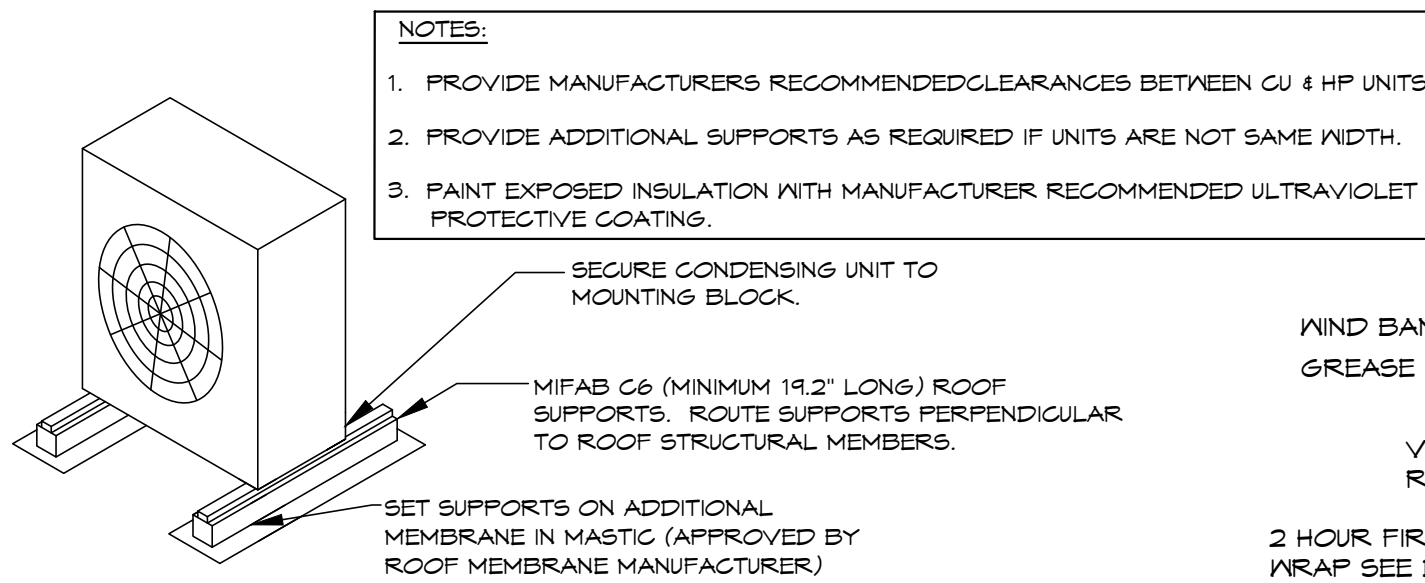 NOTES:
1. PROVIDE MANUFACTURERS RECOMMENDEDCLEARANCES BETWEEN CU & HP UNITS
2. PROVIDE ADDITIONAL SUPPORTS AS REQUIRED IF UNITS ARE NOT SAME WIDTH.
3. PAINT EXPOSED INSULATION WITH MANUFACTURER RECOMMENDED ULTRAVIOLET
PROTECTIVE COATING.
SECURE CONDENSING UNIT TO
MOUNTING BLOCK.
MIFAB C6 (MINIMUM 19.2" LONG) ROOF
SUPPORTS. ROUTE SUPPORTS PERPENDICULAR
TO ROOF STRUCTURAL MEMBERS.
SET SUPPORTS ON ADDITIONAL
MEMBRANE IN MASTIC (APPROVED BY
ROOF MEMBRANE MANUFACTURER)
WIND BAN
GREASE
V
R
2 HOUR FIR
WRAP SEE